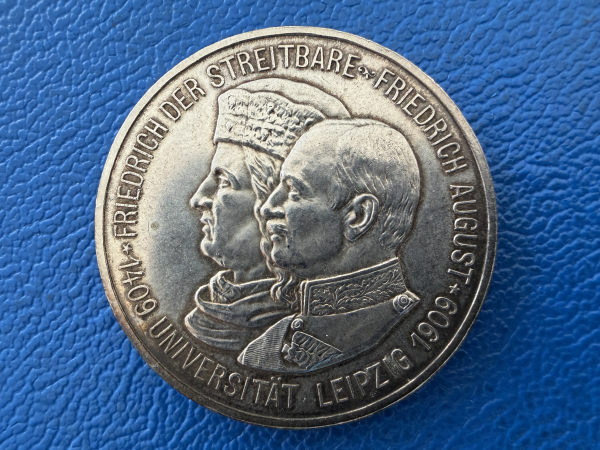 * FRIEDRICH DER STREITBARE * FRIEDRICH AUGUST *
1409 UNIVERSITÄT LEIPZIG 1909